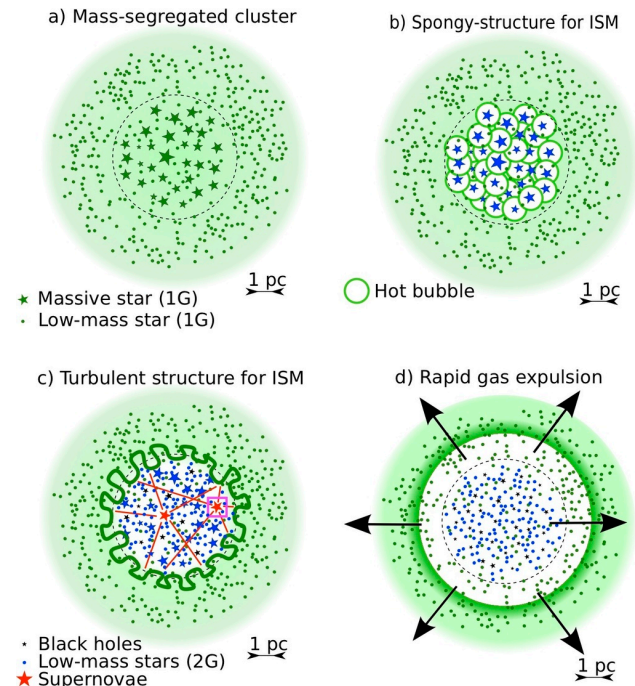 a) Mass-segregated cluster
1 pc
Massive star (1G)
Low-mass star (1G)
b) Spongy-structure for ISM
Hot bubble
1 pc
c) Turbulent structure for ISM
Black holes
Low-mass stars (2G)
Supernovae
1 pc
d) Rapid gas expulsion
1 pc